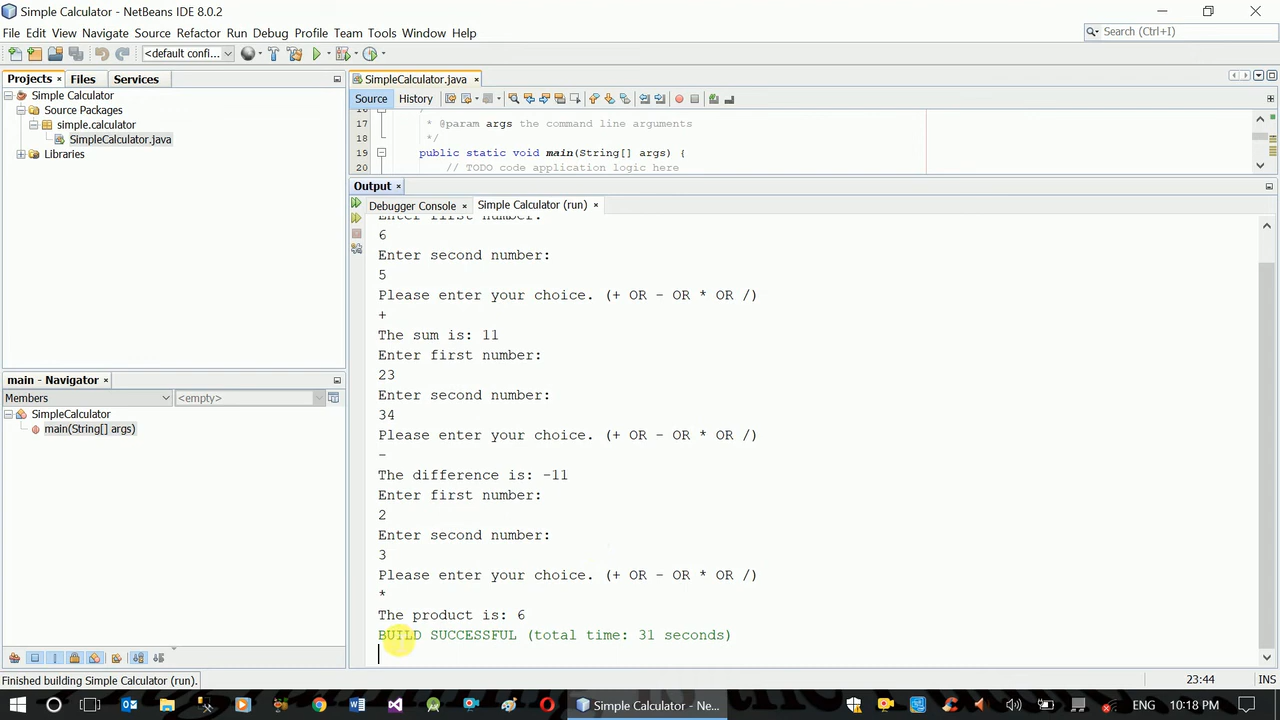 Simple Calculator - NetBeans IDE 8.0.2
File Edit View Navigate Source Refactor Run Debug Profile Team Tools Window Help
Search (Ctrl+I)
<default confi...
Projects Files Services
Simple Calculator
Source Packages
simple.calculator
SimpleCalculator.java
Libraries
SimpleCalculator.java
Source History
17 * @param args the command line arguments
18 */
19 public static void main(String[] args) {
20 // TODO code application logic here
Output
Debugger Console Simple Calculator (run)
Enter first number:
6
Enter second number:
5
Please enter your choice. (+ OR - OR * OR /)
+
The sum is: 11
Enter first number:
23
Enter second number:
34
Please enter your choice. (+ OR - OR * OR /)
-
The difference is: -11
Enter first number:
2
Enter second number:
3
Please enter your choice. (+ OR - OR * OR /)
*
The product is: 6
BUILD SUCCESSFUL (total time: 31 seconds)
main - Navigator
Members <empty>
SimpleCalculator
main(String[] args)
Finished building Simple Calculator (run).
23:44 INS
Simple Calculator - Ne...
ENG 10:18 PM